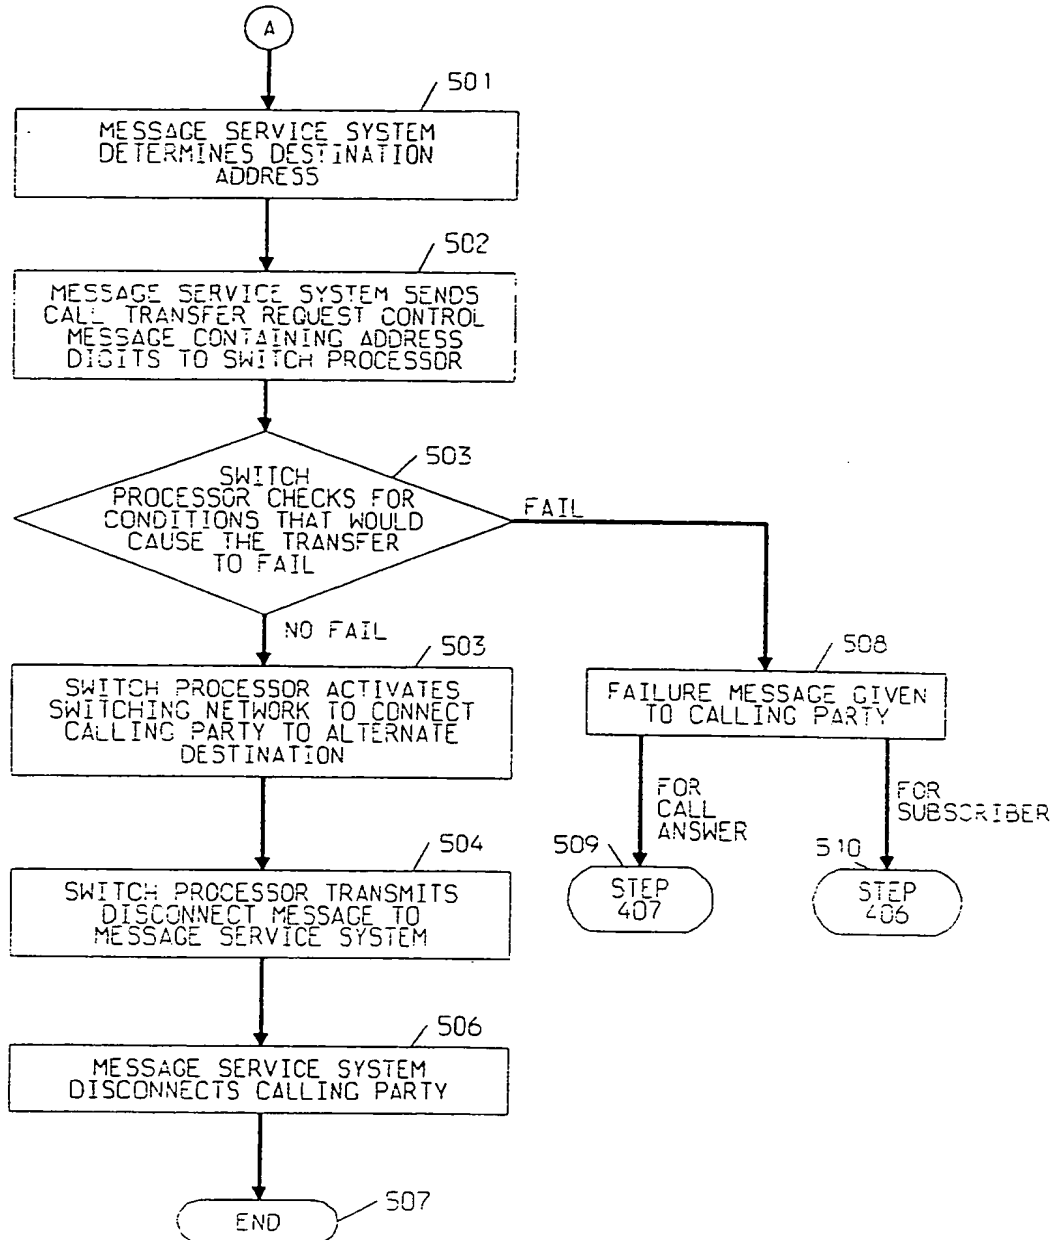 A
501
MESSAGE SERVICE SYSTEM
DETERMINES DESTINATION
ADDRESS
502
MESSAGE SERVICE SYSTEM SENDS
CALL TRANSFER REQUEST CONTROL
MESSAGE CONTAINING ADDRESS
DIGITS TO SWITCH PROCESSOR
503
SWITCH
PROCESSOR CHECKS FOR
CONDITIONS THAT WOULD
CAUSE THE TRANSFER
TO FAIL
FAIL
NO FAIL
503
SWITCH PROCESSOR ACTIVATES
SWITCHING NETWORK TO CONNECT
CALLING PARTY TO ALTERNATE
DESTINATION
508
FAILURE MESSAGE GIVEN
TO CALLING PARTY
FOR
CALL
ANSWER
FOR
SUBSCRIBER
509
STEP
407
510
STEP
406
504
SWITCH PROCESSOR TRANSMITS
DISCONNECT MESSAGE TO
MESSAGE SERVICE SYSTEM
506
MESSAGE SERVICE SYSTEM
DISCONNECTS CALLING PARTY
507
END